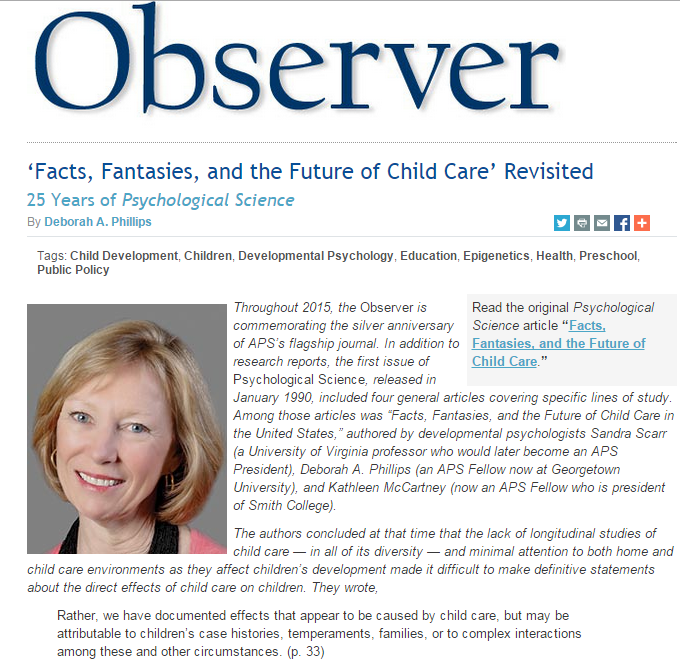 Observer
‘Facts, Fantasies, and the Future of Child Care’ Revisited
25 Years of Psychological Science
By Deborah A. Phillips
Tags: Child Development, Children, Developmental Psychology, Education, Epigenetics, Health, Preschool,
Public Policy
Throughout 2015, the Observer is
commemorating the silver anniversary
of APS’s flagship journal. In addition to
research reports, the first issue of
Psychological Science, released in
Read the original Psychological
Science article “Facts,
Fantasies, and the Future of
Child Care.”
January 1990, included four general articles covering specific lines of study.
Among those articles was “Facts, Fantasies, and the Future of Child Care in
the United States,” authored by developmental psychologists Sandra Scarr
(a University of Virginia professor who would later become an APS
President), Deborah A. Phillips (an APS Fellow now at Georgetown
University), and Kathleen McCartney (now an APS Fellow who is president
of Smith College).
The authors concluded at that time that the lack of longitudinal studies of
child care — in all of its diversity — and minimal attention to both home and
child care environments as they affect children’s development made it difficult to make definitive statements
about the direct effects of child care on children. They wrote,
Rather, we have documented effects that appear to be caused by child care, but may be
attributable to children’s case histories, temperaments, families, or to complex interactions
among these and other circumstances. (p. 33)